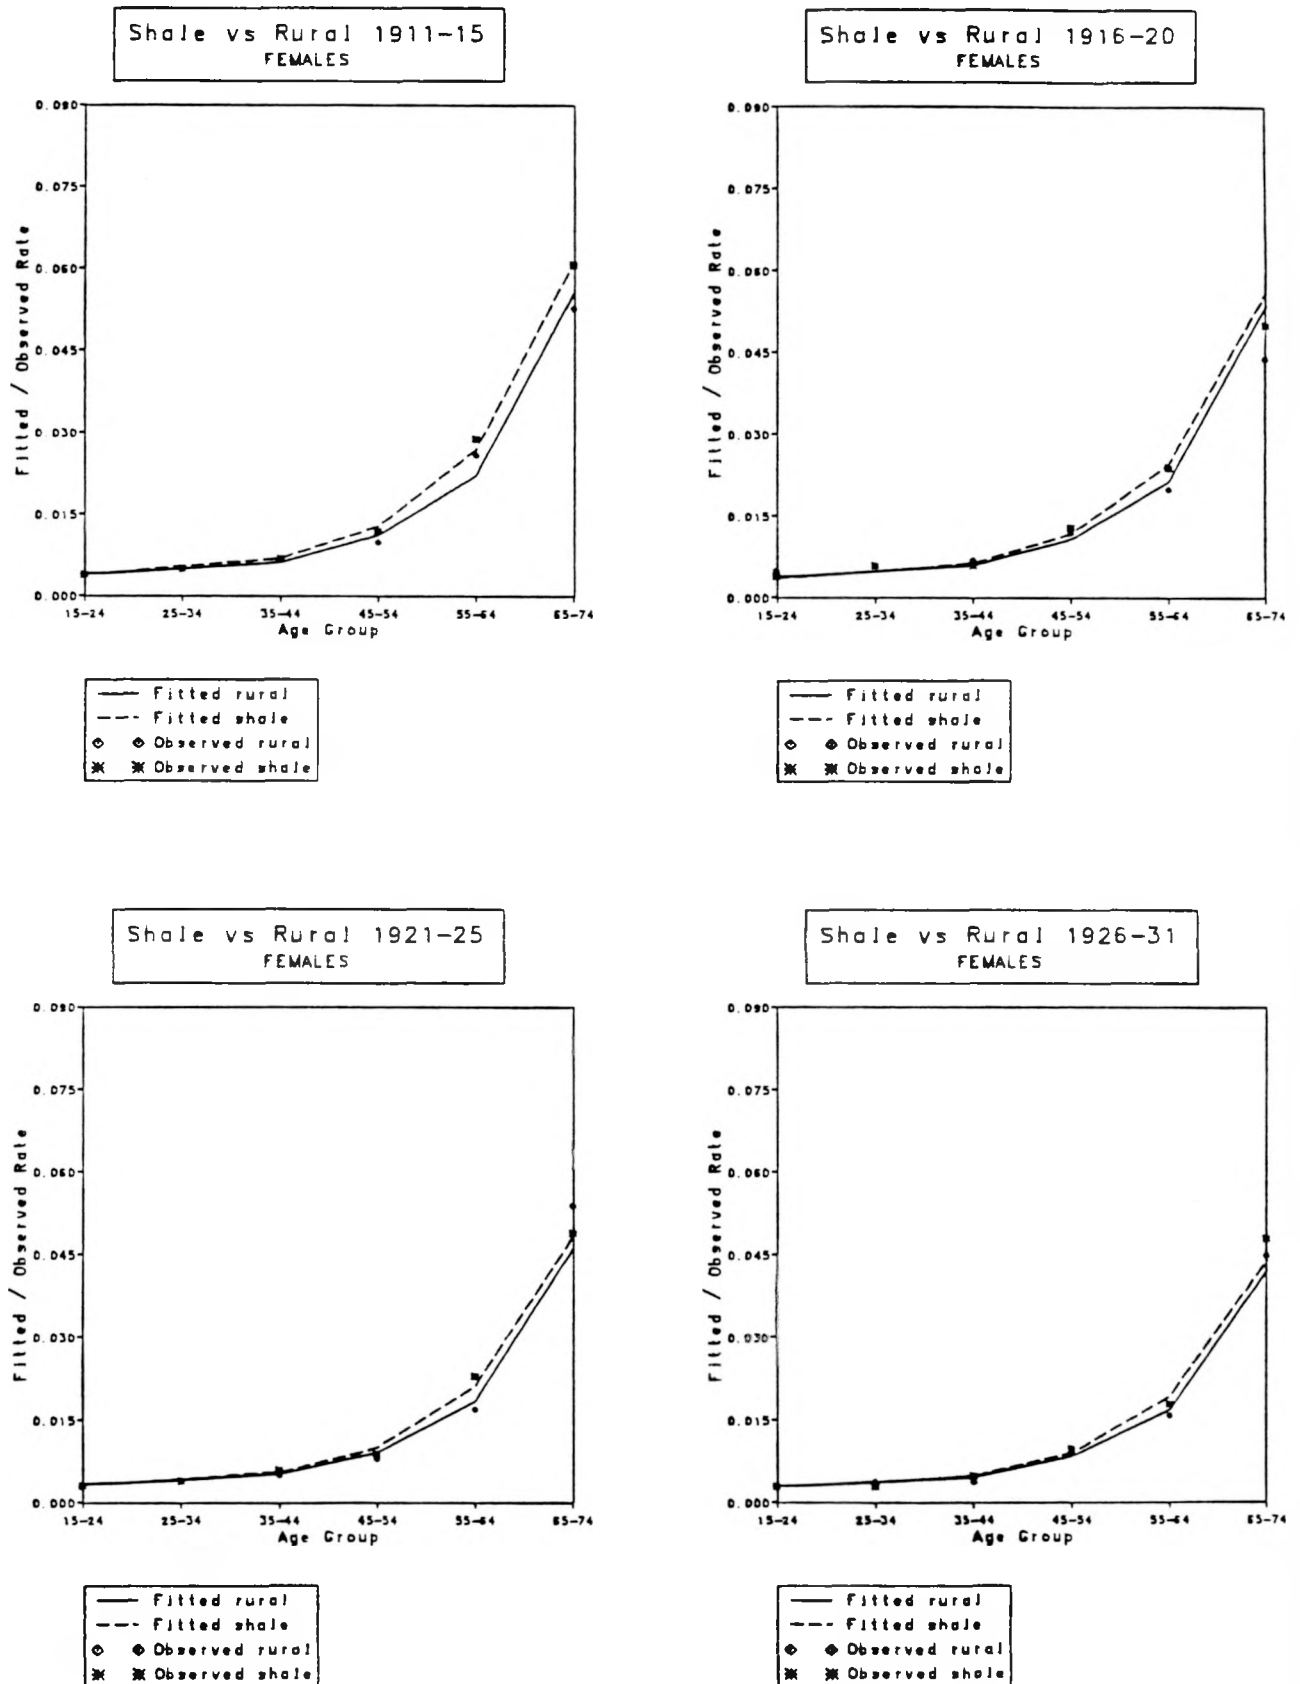 Shale vs Rural 1911-15
FEMALES
0.090
0.075
0.060
0.045
0.030
0.015
0.000
Fitted / Observed Rate
15-24 25-34 35-44 45-54 55-64 65-74
Age Group
Fitted rural
Fitted shale
Observed rural
Observed shale
Shale vs Rural 1916-20
FEMALES
0.090
0.075
0.060
0.045
0.030
0.015
0.000
Fitted / Observed Rate
15-24 25-34 35-44 45-54 55-64 65-74
Age Group
Fitted rural
Fitted shale
Observed rural
Observed shale
Shale vs Rural 1921-25
FEMALES
0.090
0.075
0.060
0.045
0.030
0.015
0.000
Fitted / Observed Rate
15-24 25-34 35-44 45-54 55-64 65-74
Age Group
Fitted rural
Fitted shale
Observed rural
Observed shale
Shale vs Rural 1926-31
FEMALES
0.090
0.075
0.060
0.045
0.030
0.015
0.000
Fitted / Observed Rate
15-24 25-34 35-44 45-54 55-64 65-74
Age Group
Fitted rural
Fitted shale
Observed rural
Observed shale